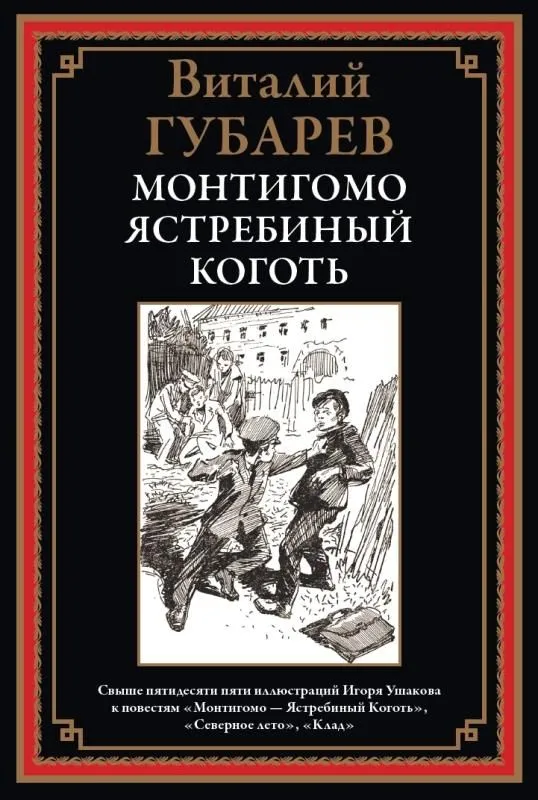 Виталий
ГУБАРЕВ
МОНТИГОМО
ЯСТРЕБИНЫЙ
КОГОТЬ
Свыше пятидесяти пяти иллюстраций Игоря Ушакова
к повестям «Монтигомо — Ястребиный Коготь»,
«Северное лето», «Клад»